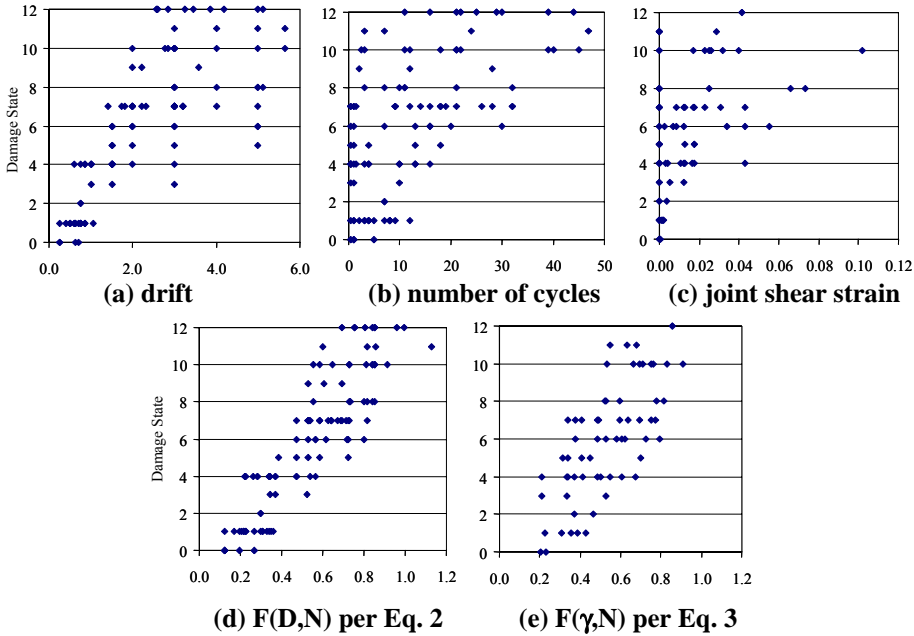 12
10
8
6
4
2
0
Damage State
0.0 2.0 4.0 6.0
(a) drift
12
10
8
6
4
2
0
0 10 20 30 40 50
(b) number of cycles
12
10
8
6
4
2
0
0.00 0.02 0.04 0.06 0.08 0.10 0.12
(c) joint shear strain
12
10
8
6
4
2
0
Damage State
0.0 0.2 0.4 0.6 0.8 1.0 1.2
(d) F(D,N) per Eq. 2
12
10
8
6
4
2
0
0.0 0.2 0.4 0.6 0.8 1.0 1.2
(e) F(γ,N) per Eq. 3